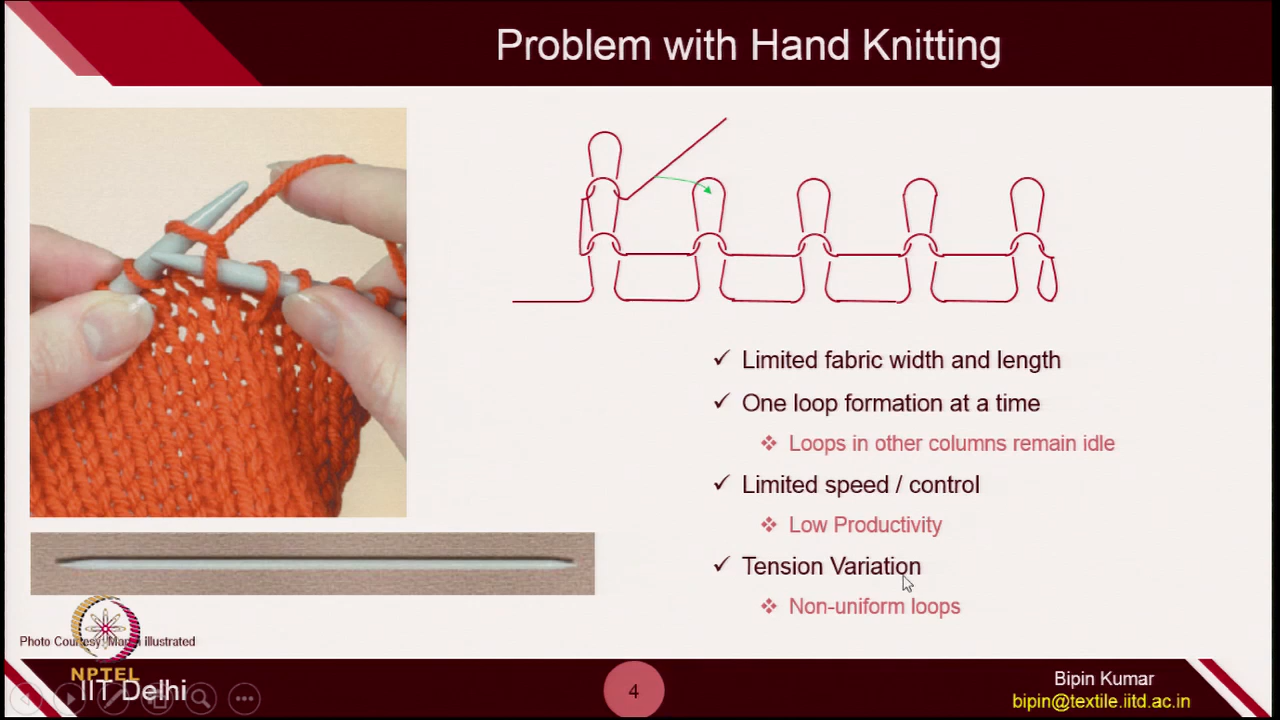 Problem with Hand Knitting
✓ Limited fabric width and length
✓ One loop formation at a time
❖ Loops in other columns remain idle
✓ Limited speed / control
❖ Low Productivity
✓ Tension Variation
❖ Non-uniform loops
Photo Courtesy: illustrated
NPTEL
IIT Delhi
4
Bipin Kumar
bipin@textile.iitd.ac.in